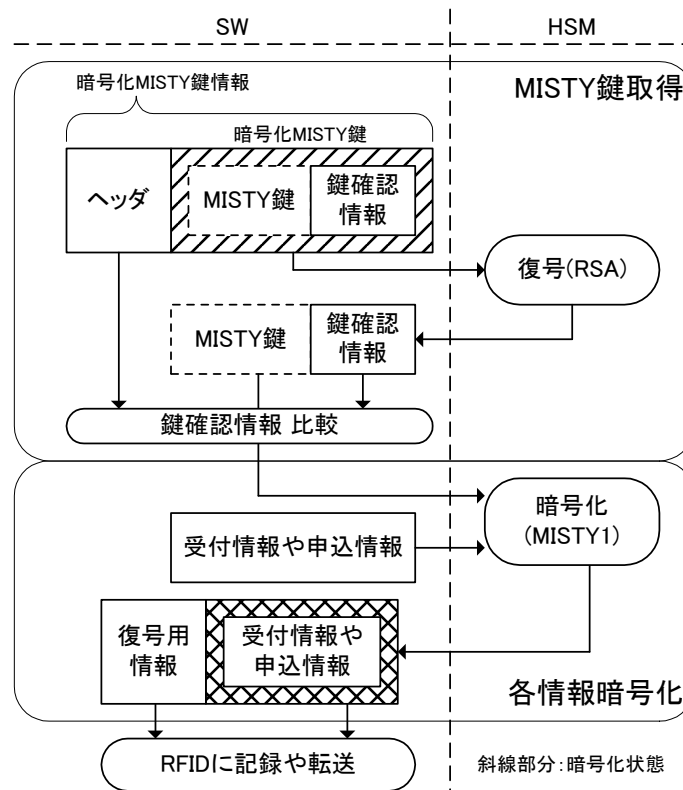 SW
HSM
暗号化MISTY鍵情報
MISTY鍵取得
暗号化MISTY鍵
ヘッダ
MISTY鍵
鍵確認
情報
復号(RSA)
MISTY鍵
鍵確認
情報
鍵確認情報 比較
暗号化
(MISTY1)
受付情報や申込情報
復号用
情報
受付情報や
申込情報
各情報暗号化
RFIDに記録や転送
斜線部分:暗号化状態